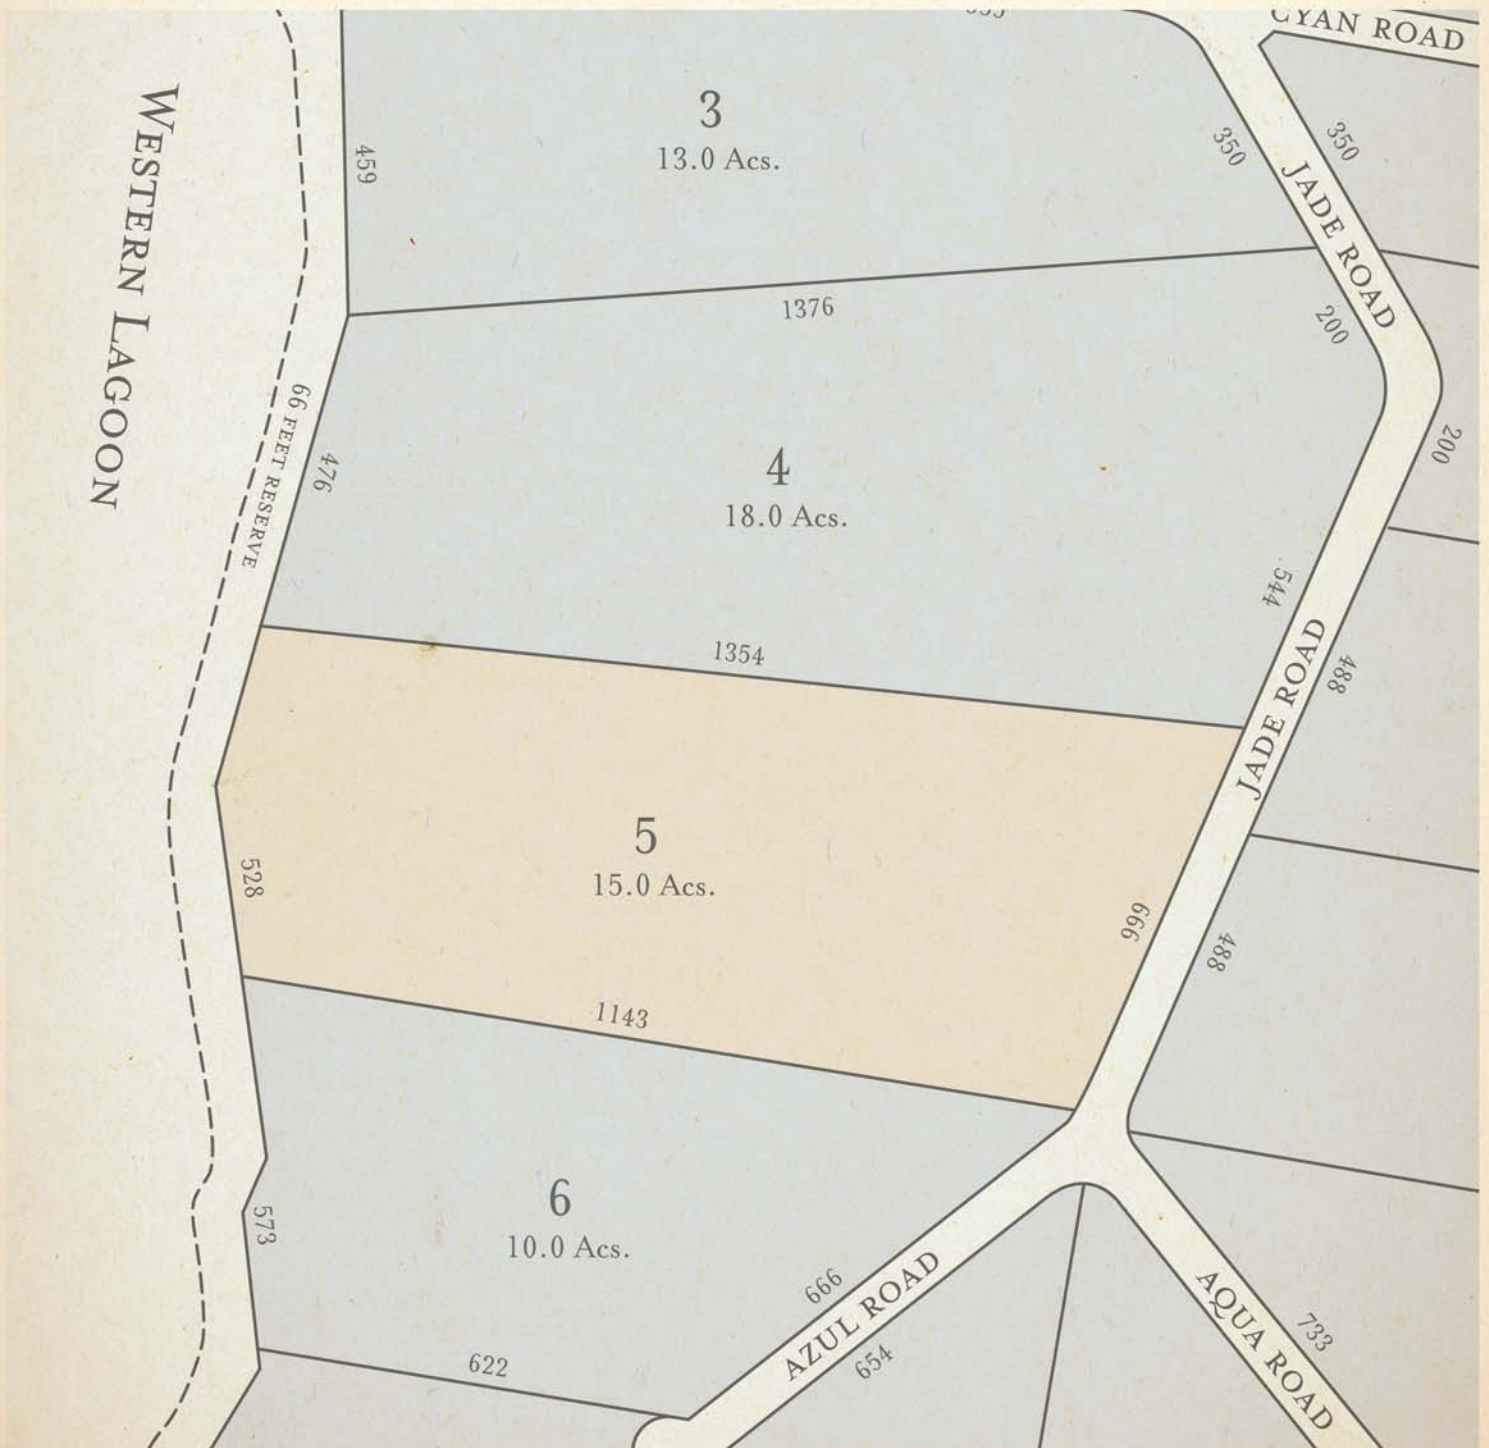 CYAN ROAD
WESTERN LAGOON
3
13.0 Acs.
459
350
350
JADE ROAD
1376
200
200
66 FEET RESERVE
476
4
18.0 Acs.
544
1354
JADE ROAD
488
5
15.0 Acs.
528
666
488
1143
6
10.0 Acs.
573
666
AZUL ROAD
654
AQUA ROAD
733
622